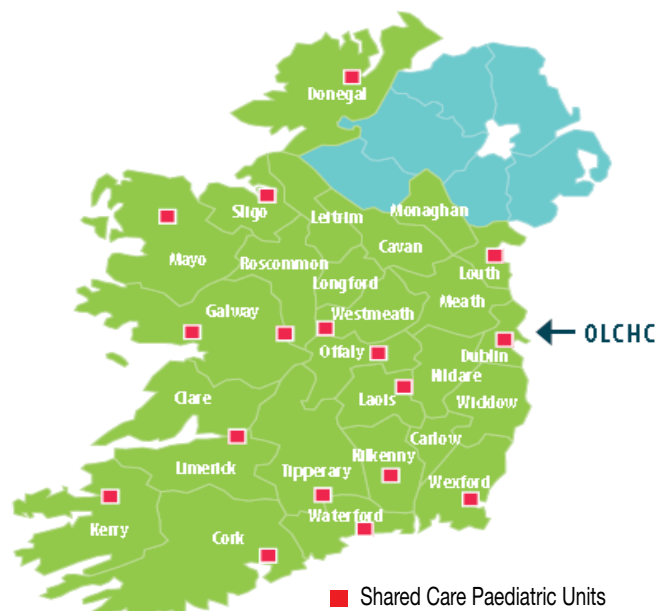 Donegal
Sligo
Leitrim
Monaghan
Cavan
Mayo
Roscommon
Louth
Longford
Meath
Galway
Westmeath
OLCHC
Offaly
Dublin
Kildare
Clare
Laois
Wicklow
Carlow
Kilkenny
Limerick
Tipperary
Wexford
Waterford
Kerry
Cork
Shared Care Paediatric Units